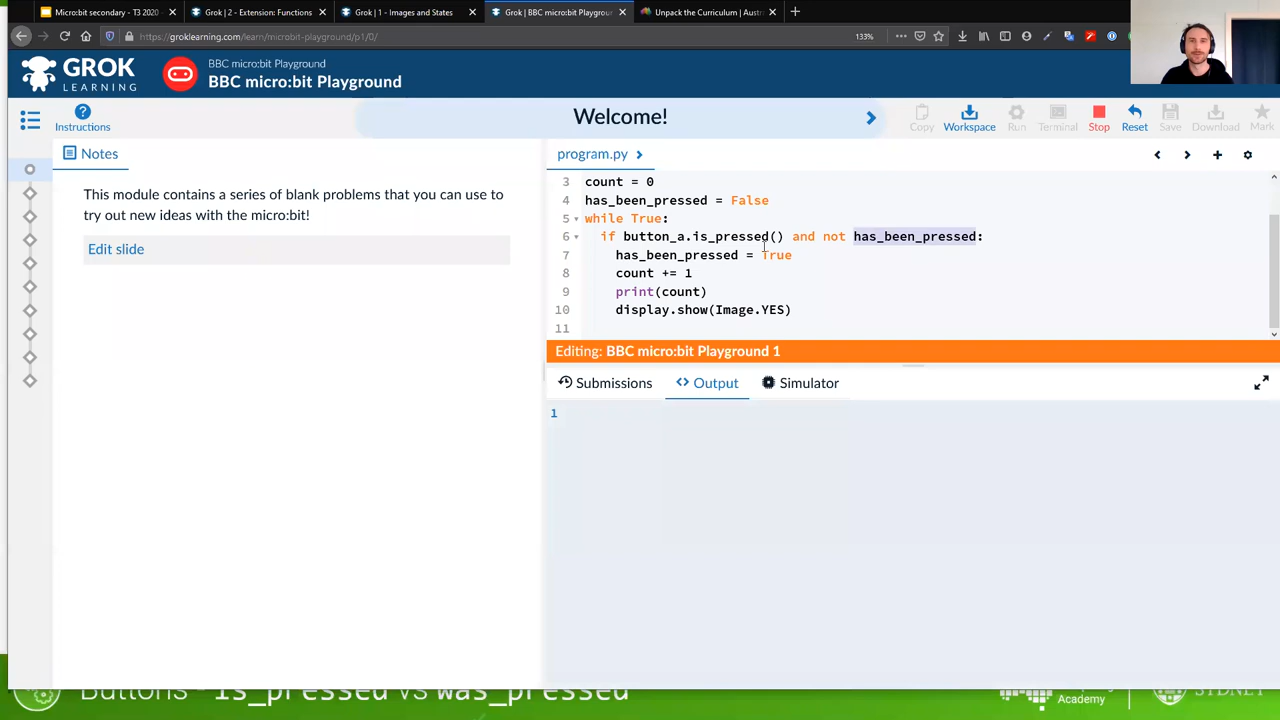 Micro:bit secondary - T3 2020 -
Grok | 2 - Extension: Functions
Grok | 1 - Images and States
Grok | BBC micro:bit Playgroun
Unpack the Curriculum | Austr
https://groklearning.com/learn/microbit-playground/p1/0/
133%
GROK
LEARNING
BBC micro:bit Playground
BBC micro:bit Playground
Instructions
Welcome!
Copy
Workspace
Run
Terminal
Stop
Reset
Save
Download
Mark
Notes
This module contains a series of blank problems that you can use to
try out new ideas with the micro:bit!
Edit slide
program.py
3 count = 0
4 has_been_pressed = False
5 while True:
6 if button_a.is_pressed() and not has_been_pressed:
7 has_been_pressed = True
8 count += 1
9 print(count)
10 display.show(Image.YES)
11
Editing: BBC micro:bit Playground 1
Submissions
Output
Simulator
1
Buttons - is_pressed vs was_pressed
Academy
SYDNEY